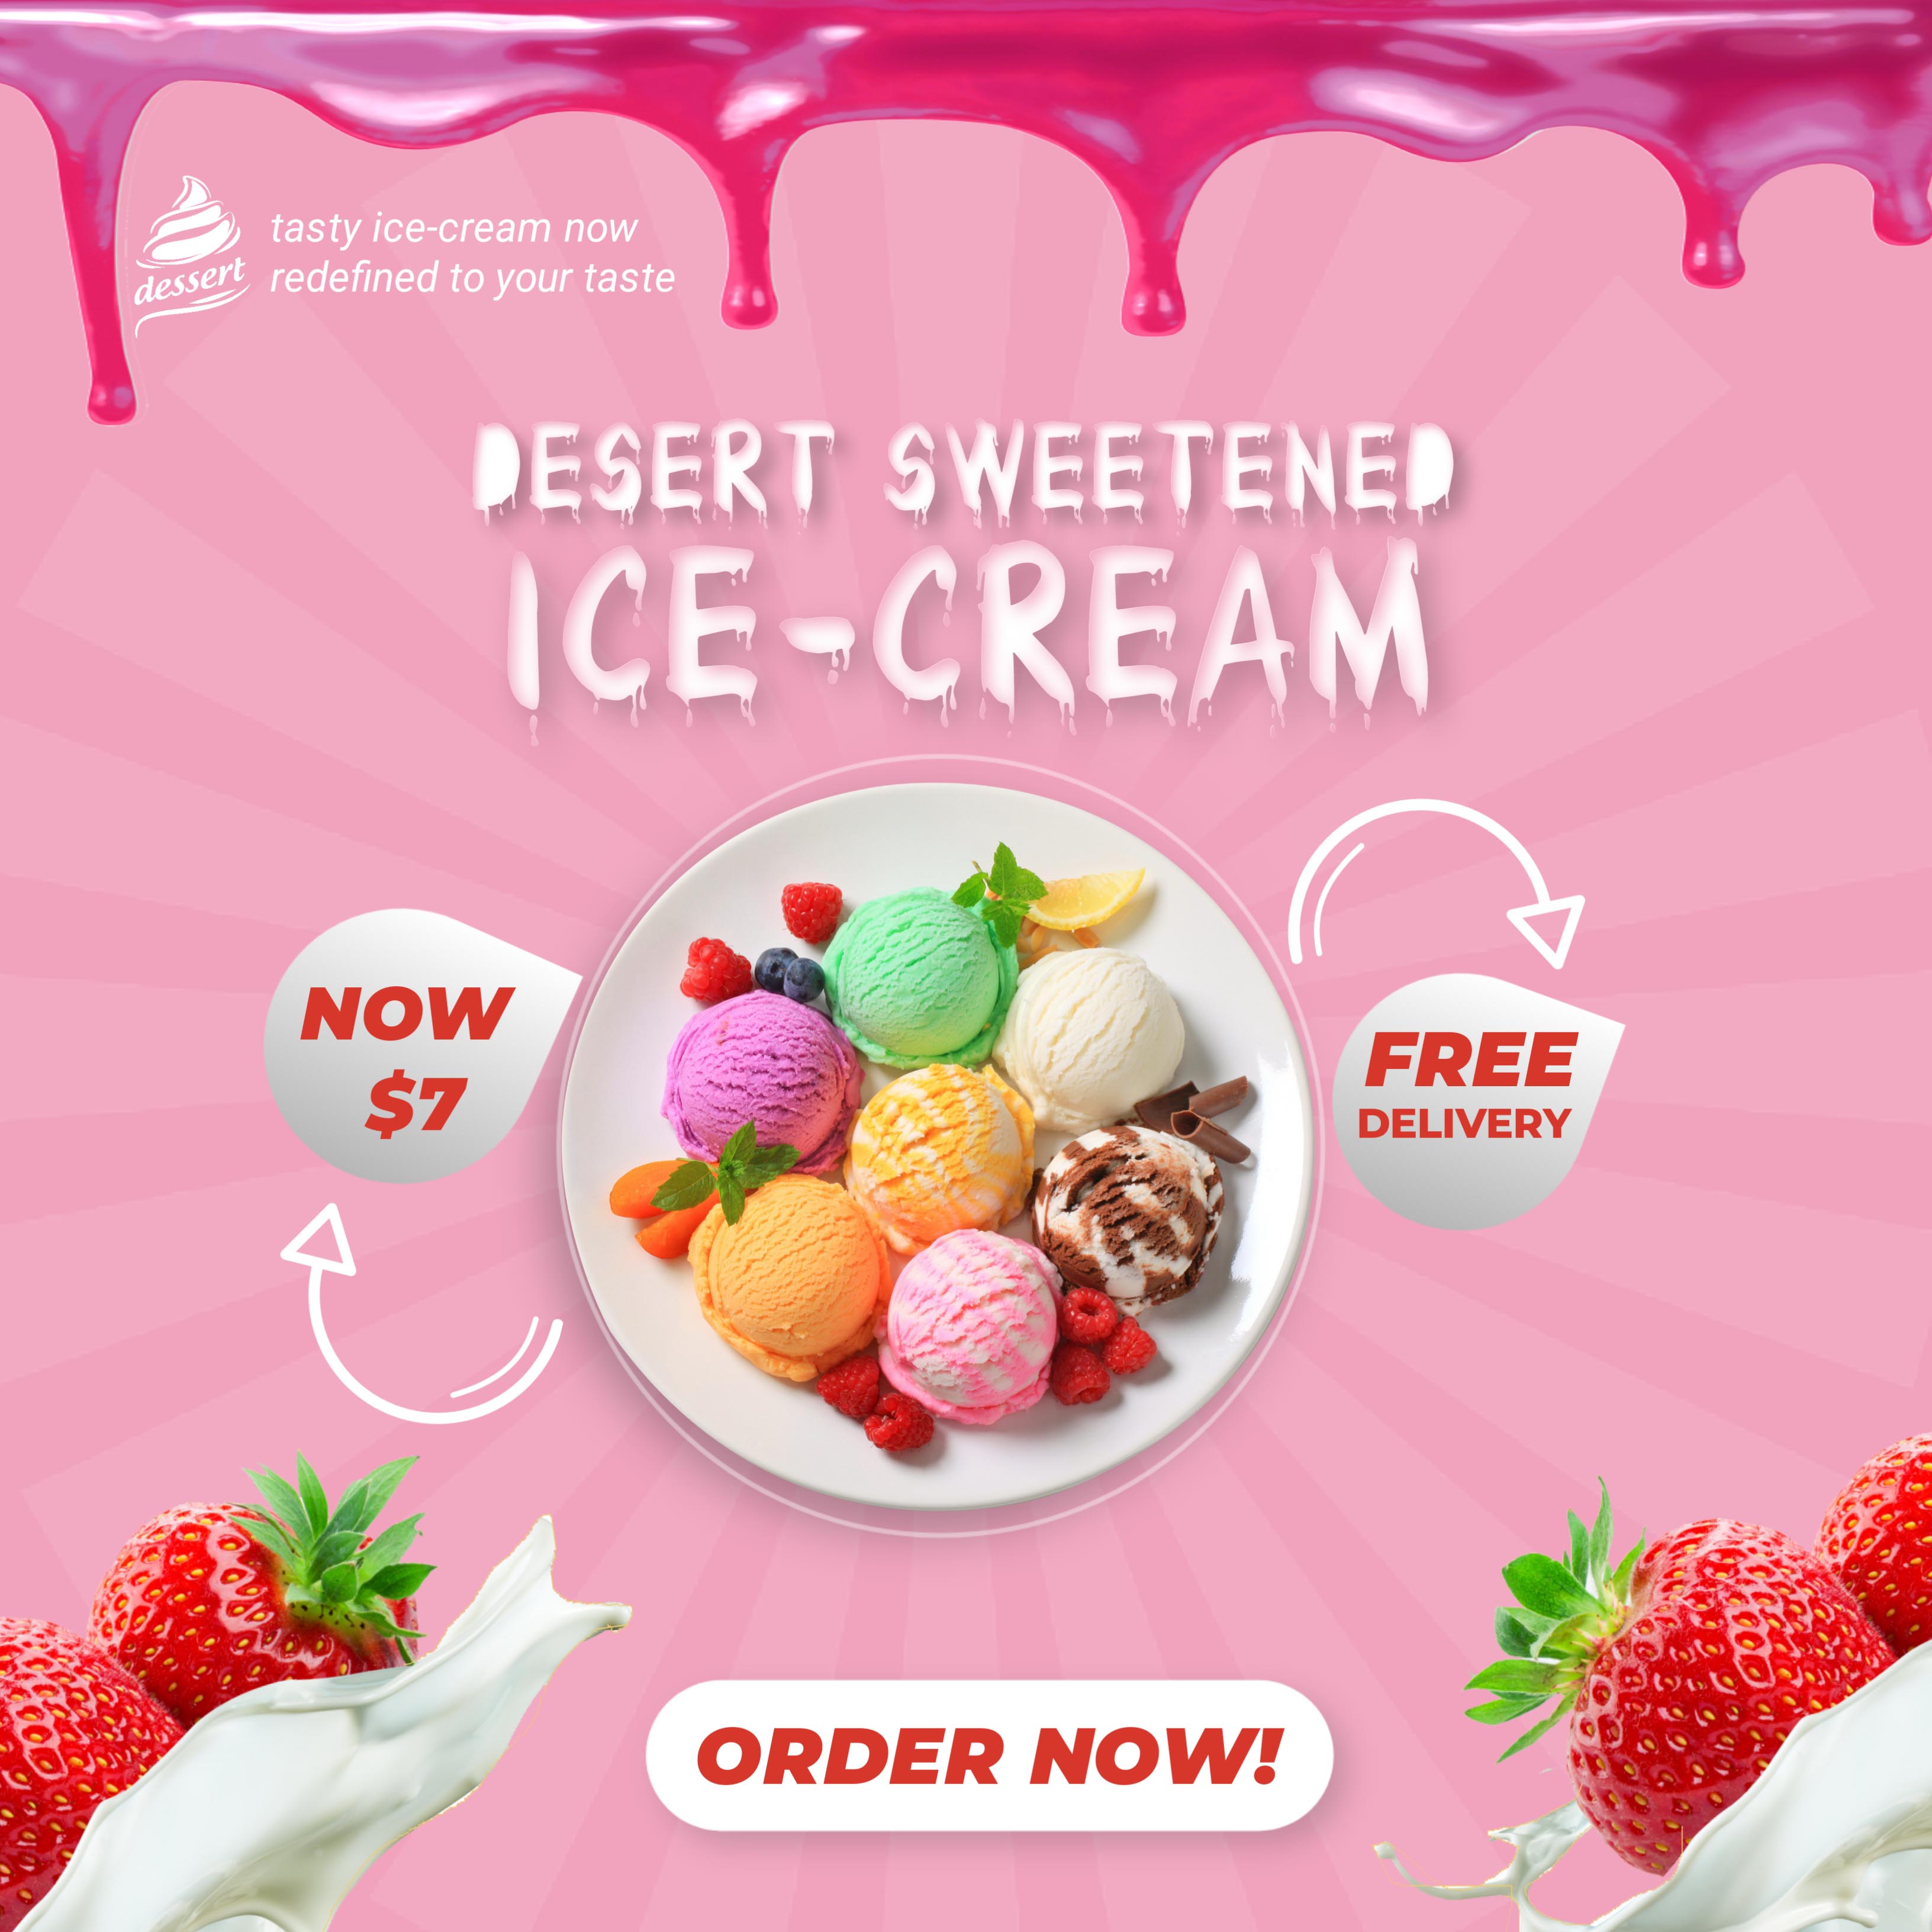 tasty ice-cream now
redefined to your taste
dessert
DESERT SWEETENED
ICE-CREAM
NOW
$7
FREE
DELIVERY
ORDER NOW!